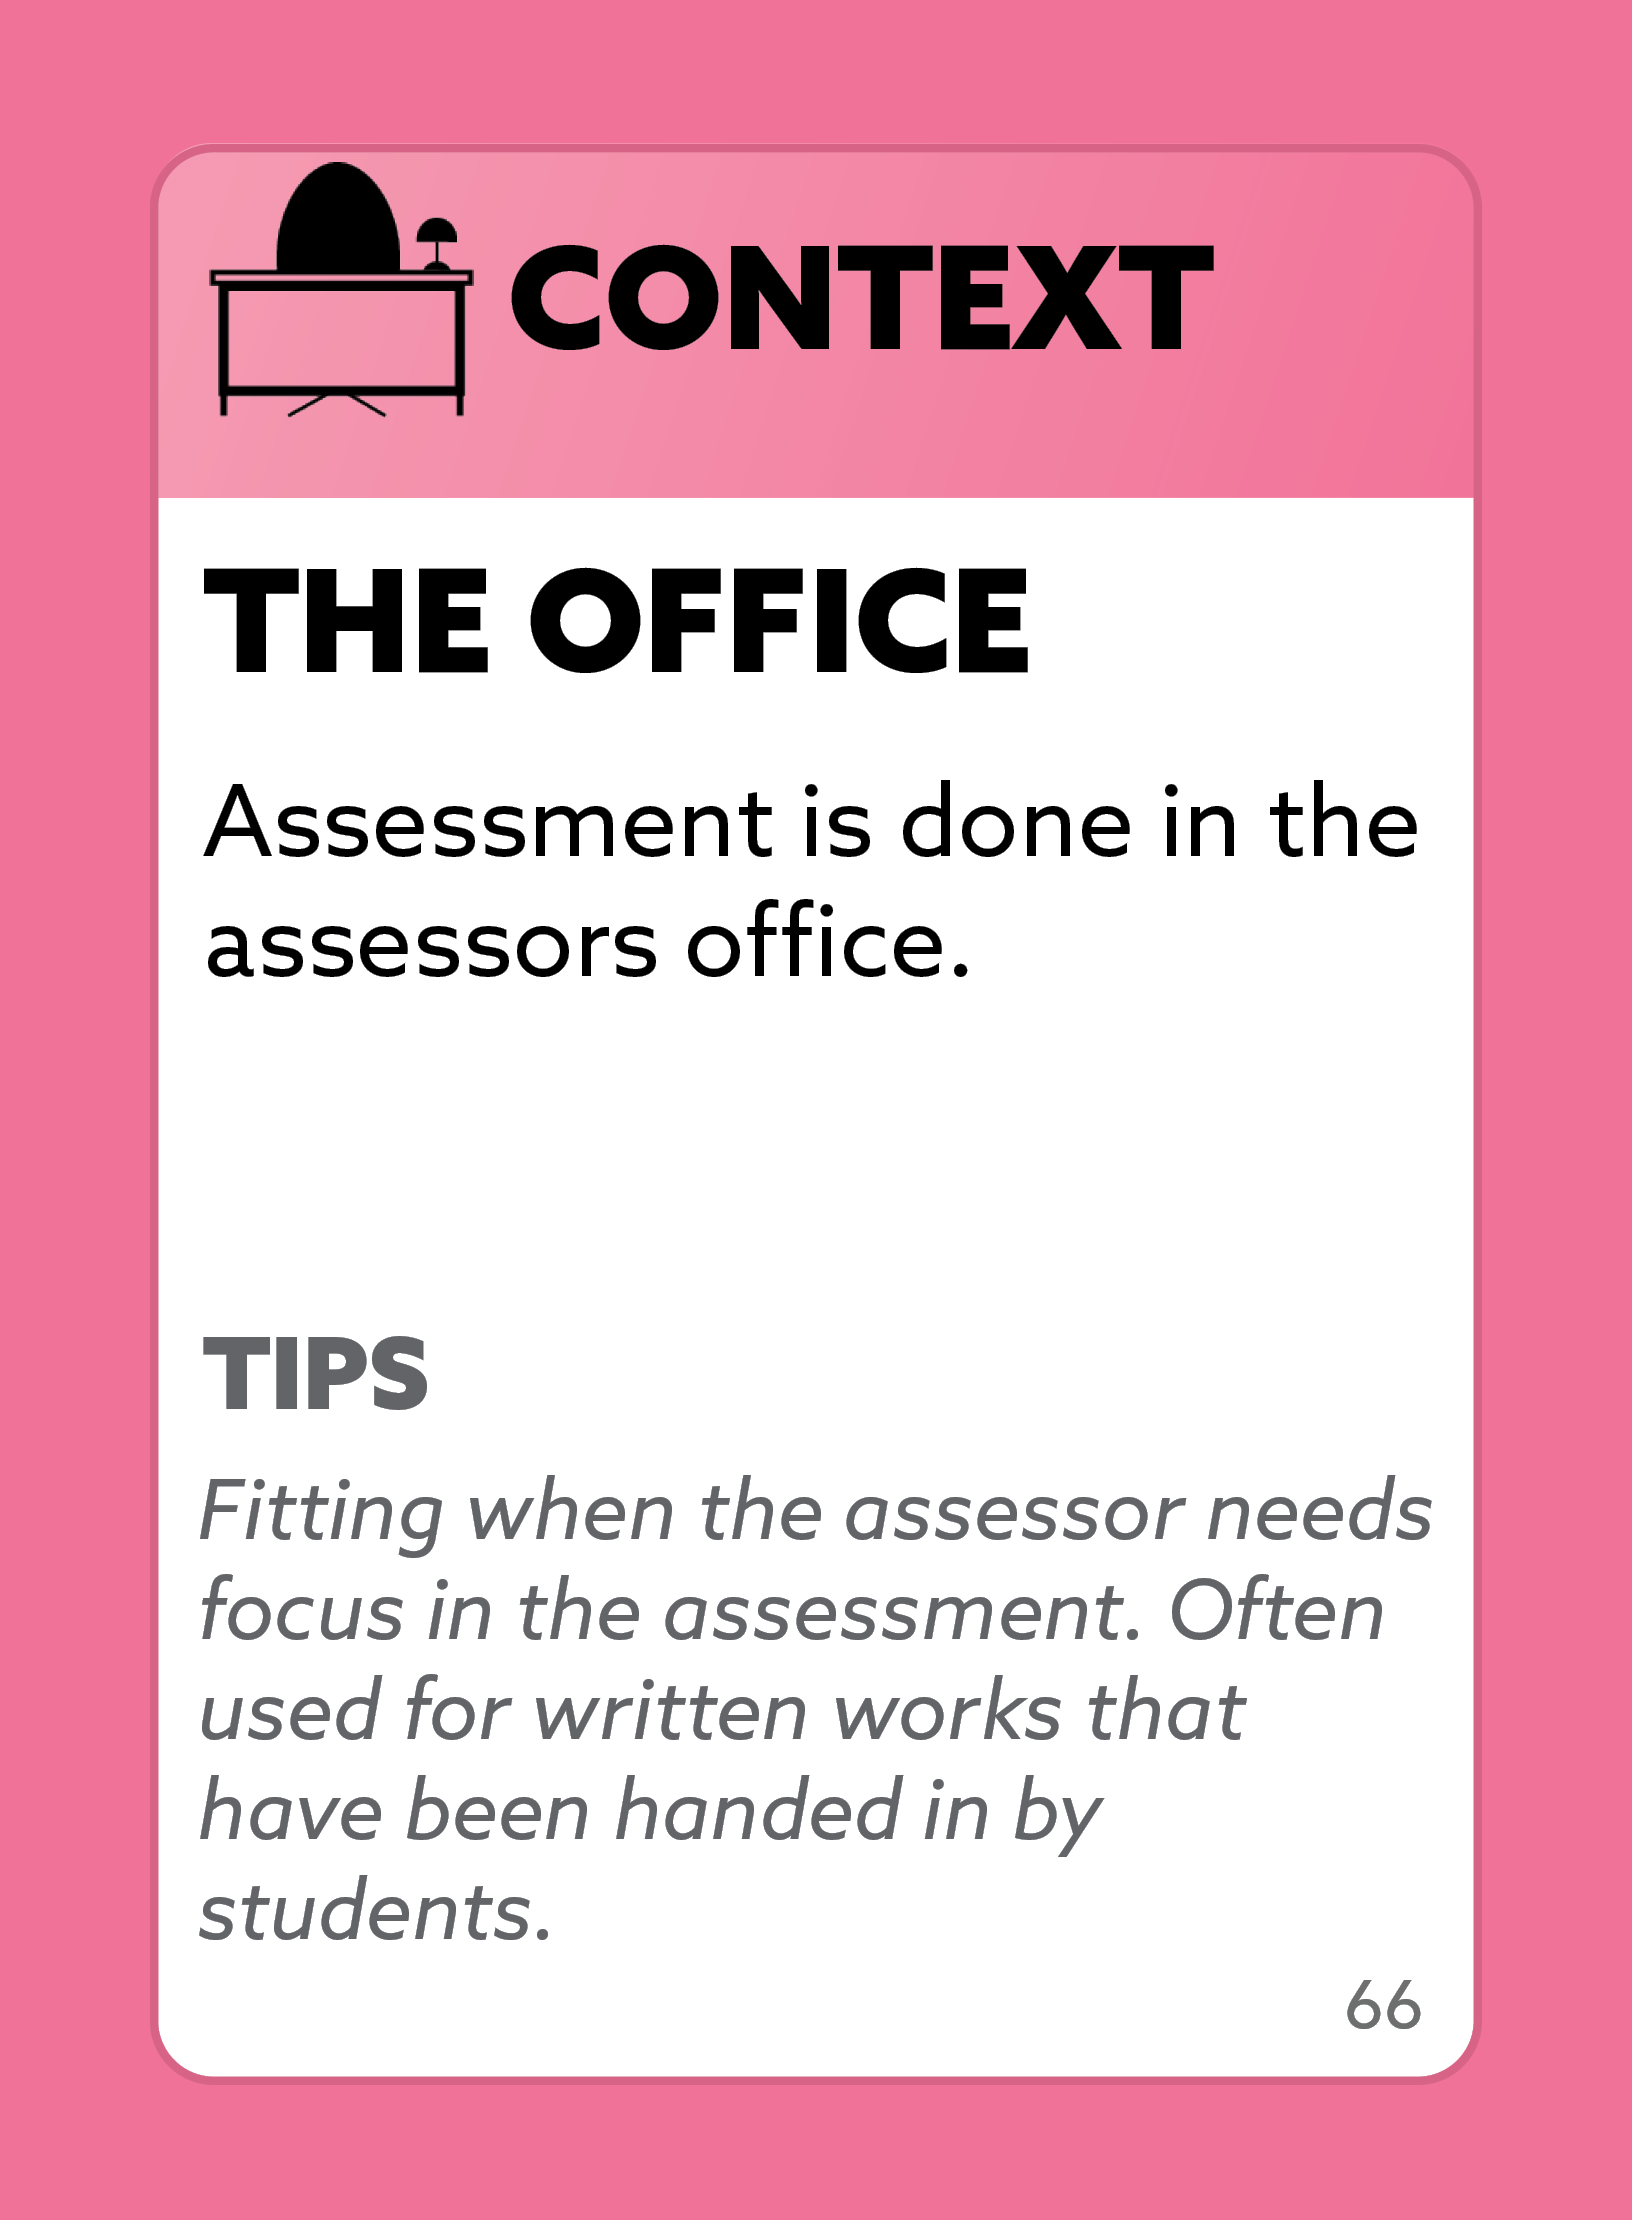 CONTEXT
THE OFFICE
Assessment is done in the
assessors office.
TIPS
Fitting when the assessor needs
focus in the assessment. Often
used for written works that
have been handed in by
students.
66